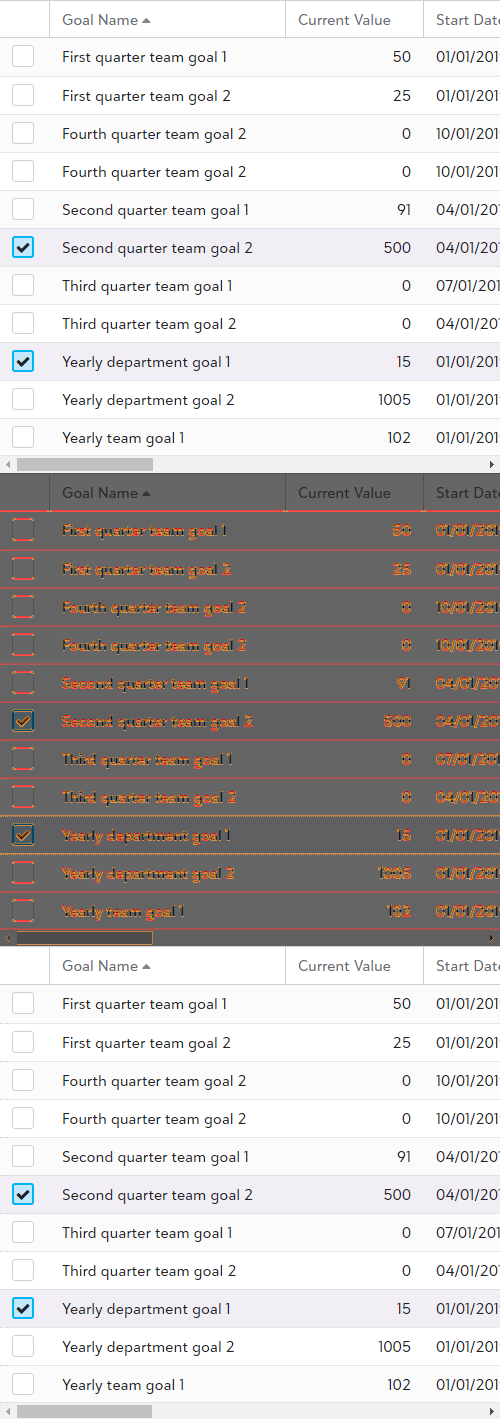 Goal Name Current Value Start Date
First quarter team goal 1 50 01/01/201
First quarter team goal 2 25 01/01/201
Fourth quarter team goal 2 0 10/01/201
Fourth quarter team goal 2 0 10/01/201
Second quarter team goal 1 91 04/01/201
Second quarter team goal 2 500 04/01/201
Third quarter team goal 1 0 07/01/201
Third quarter team goal 2 0 04/01/201
Yearly department goal 1 15 01/01/201
Yearly department goal 2 1005 01/01/201
Yearly team goal 1 102 01/01/201
Goal Name Current Value Start Date
First quarter team goal 1 50 01/01/201
First quarter team goal 2 25 01/01/201
Fourth quarter team goal 2 0 10/01/201
Fourth quarter team goal 2 0 10/01/201
Second quarter team goal 1 91 04/01/201
Second quarter team goal 2 500 04/01/201
Third quarter team goal 1 0 07/01/201
Third quarter team goal 2 0 04/01/201
Yearly department goal 1 15 01/01/201
Yearly department goal 2 1005 01/01/201
Yearly team goal 1 102 01/01/201
Goal Name Current Value Start Date
First quarter team goal 1 50 01/01/201
First quarter team goal 2 25 01/01/201
Fourth quarter team goal 2 0 10/01/201
Fourth quarter team goal 2 0 10/01/201
Second quarter team goal 1 91 04/01/201
Second quarter team goal 2 500 04/01/201
Third quarter team goal 1 0 07/01/201
Third quarter team goal 2 0 04/01/201
Yearly department goal 1 15 01/01/201
Yearly department goal 2 1005 01/01/201
Yearly team goal 1 102 01/01/201